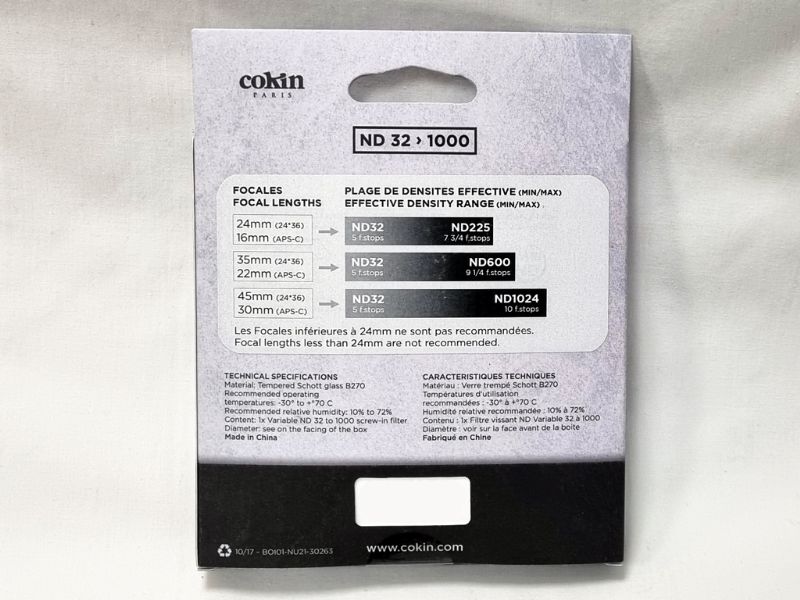 cokin
PARIS
ND 32 › 1000
FOCALES
FOCAL LENGTHS
PLAGE DE DENSITES EFFECTIVE (MIN/MAX)
EFFECTIVE DENSITY RANGE (MIN/MAX) .
24mm (24*36)
16mm (APS-C)
ND32 ND225
5 f.stops 7 3/4 f.stops
35mm (24*36)
22mm (APS-C)
ND32 ND600
5 f.stops 9 1/4 f.stops
45mm (24*36)
30mm (APS-C)
ND32 ND1024
5 f.stops 10 f.stops
Les Focales inférieures à 24mm ne sont pas recommandées.
Focal lengths less than 24mm are not recommended.
TECHNICAL SPECIFICATIONS
Material: Tempered Schott glass B270
Recommended operating
temperatures: -30° to +°70 C
Recommended relative humidity: 10% to 72%
Content: 1x Variable ND 32 to 1000 screw-in filter
Diameter: see on the facing of the box
Made in China
CARACTERISTIQUES TECHNIQUES
Matériau : Verre trempé Schott B270
Températures d'utilisation
recommandées : -30° à +°70 C
Humidité relative recommandée : 10% à 72%
Contenu : 1x Filtre vissant ND Variable 32 à 1000
Diamètre : voir sur la face avant de la boite
Fabriqué en Chine
10/17 - BOI01-NU21-30263
www.cokin.com